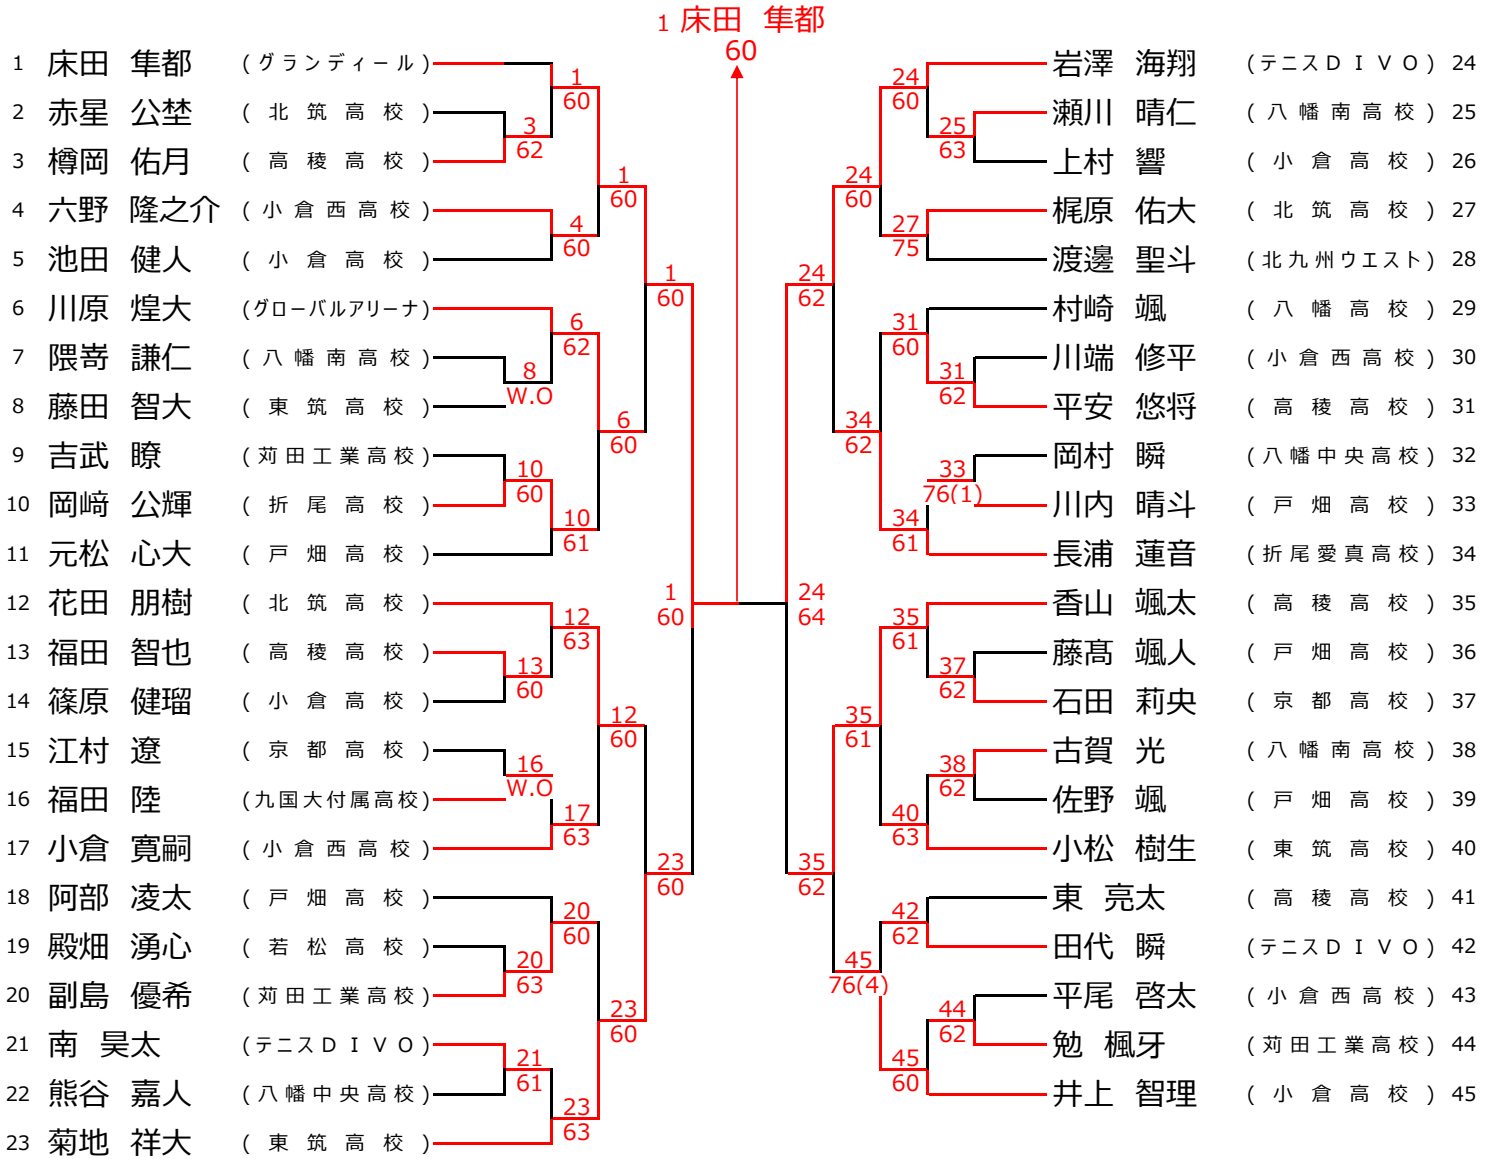 1 床田 隼都
60
1 床田 隼都 (グランディール)
2 赤星 公埜 (北筑高校)
3 樽岡 佑月 (高稜高校)
4 六野 隆之介 (小倉西高校)
5 池田 健人 (小倉高校)
6 川原 煌大 (グローバルアリーナ)
7 隈嵜 謙仁 (八幡南高校)
8 藤田 智大 (東筑高校)
9 吉武 瞭 (苅田工業高校)
10 岡﨑 公輝 (折尾高校)
11 元松 心大 (戸畑高校)
12 花田 朋樹 (北筑高校)
13 福田 智也 (高稜高校)
14 篠原 健瑠 (小倉高校)
15 江村 遼 (京都高校)
16 福田 陸 (九国大付属高校)
17 小倉 寛嗣 (小倉西高校)
18 阿部 凌太 (戸畑高校)
19 殿畑 湧心 (若松高校)
20 副島 優希 (苅田工業高校)
21 南 昊太 (テニスDIVO)
22 熊谷 嘉人 (八幡中央高校)
23 菊地 祥大 (東筑高校)
3
62
8
W.O
10
60
13
60
16
W.O
20
63
21
61
1
60
4
60
6
62
10
61
12
63
17
63
20
60
23
63
1
60
6
60
12
60
23
60
1
60
23
60
1
60
24
64
24
62
35
62
24
60
34
62
35
61
45
76(4)
24
60
27
75
31
60
34
61
35
61
40
63
42
62
45
60
25
63
31
62
33
76(1)
37
62
38
62
44
62
岩澤 海翔 (テニスDIVO) 24
瀬川 晴仁 (八幡南高校) 25
上村 響 (小倉高校) 26
梶原 佑大 (北筑高校) 27
渡邊 聖斗 (北九州ウエスト) 28
村崎 颯 (八幡高校) 29
川端 修平 (小倉西高校) 30
平安 悠将 (高稜高校) 31
岡村 瞬 (八幡中央高校) 32
川内 晴斗 (戸畑高校) 33
長浦 蓮音 (折尾愛真高校) 34
香山 颯太 (高稜高校) 35
藤髙 颯人 (戸畑高校) 36
石田 莉央 (京都高校) 37
古賀 光 (八幡南高校) 38
佐野 颯 (戸畑高校) 39
小松 樹生 (東筑高校) 40
東 亮太 (高稜高校) 41
田代 瞬 (テニスDIVO) 42
平尾 啓太 (小倉西高校) 43
勉 楓牙 (苅田工業高校) 44
井上 智理 (小倉高校) 45